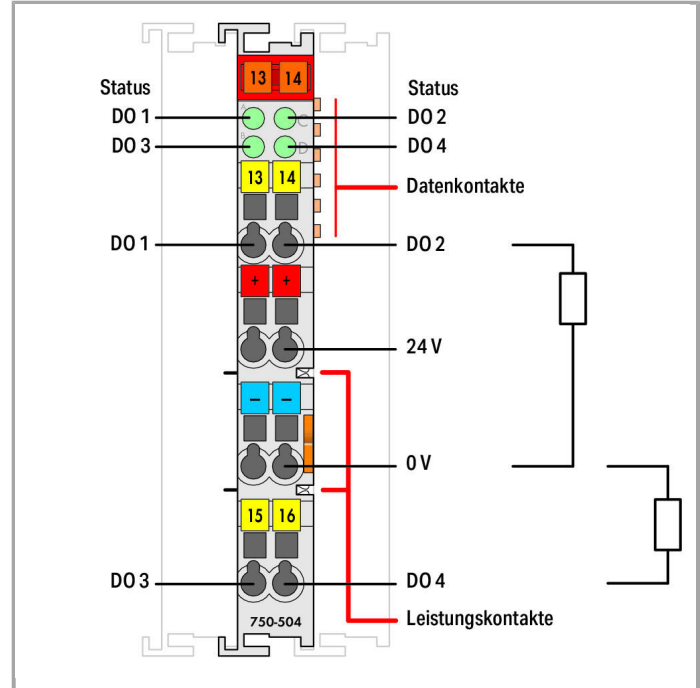 13 14
Status Status
A C
DO 1 DO 2
B D
DO 3 DO 4
13 14
Datenkontakte
DO 1 DO 2
+ +
24 V
– –
0 V
15 16
DO 3 DO 4
750-504
Leistungskontakte